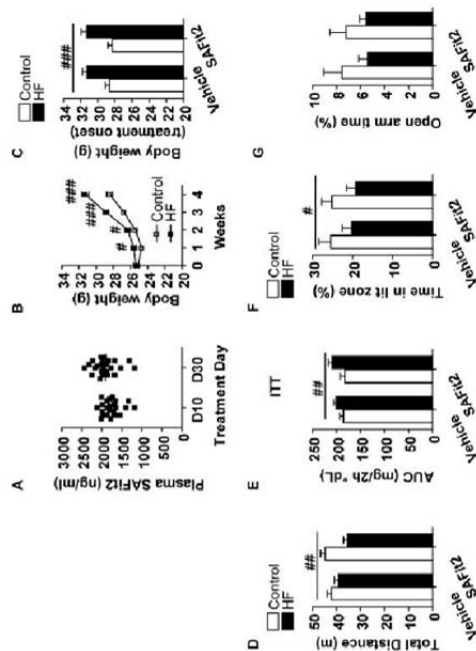 A
Plasma SAFit2 (ng/ml)
3000
2500
2000
1500
1000
500
0
D10
D30
Treatment Day
B
Body weight (g)
34
32
30
28
26
24
22
20
# ## ### ###
Control
HF
0 1 2 3 4
Weeks
C
Control
HF
Body weight (g)
(treatment onset)
34
32
30
28
26
24
22
20
###
Vehicle
SAFit2
D
Control
HF
Total Distance (m)
50
40
30
20
10
0
##
Vehicle
SAFit2
E
ITT
AUC (mg/2h *dL)
250
200
150
100
50
0
##
Vehicle
SAFit2
F
Control
HF
Time in lit zone (%)
30
20
10
0
#
Vehicle
SAFit2
G
Open arm time (%)
10
8
6
4
2
0
Vehicle
SAFit2